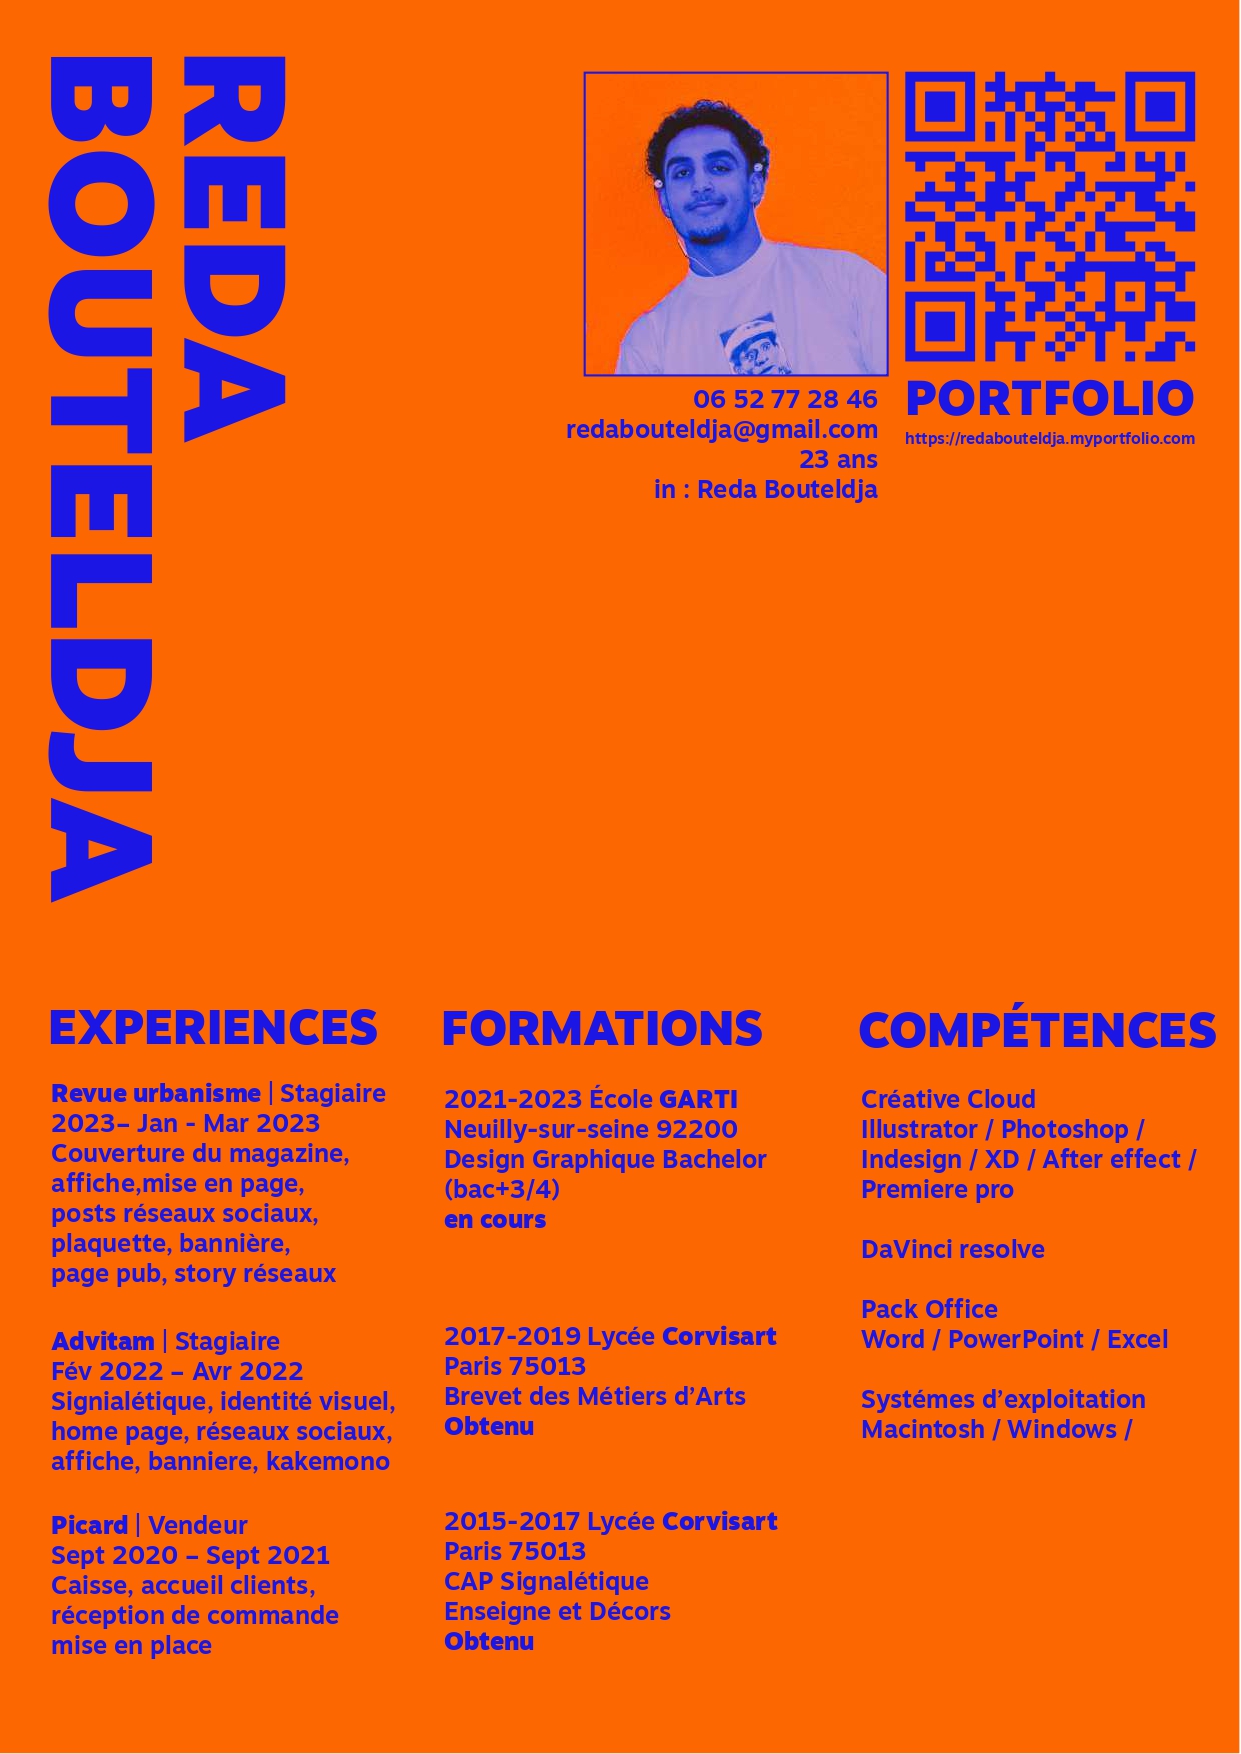 REDA
BOUTELDJA
06 52 77 28 46
redabouteldja@gmail.com
23 ans
in : Reda Bouteldja
PORTFOLIO
https://redabouteldja.myportfolio.com
EXPERIENCES
Revue urbanisme | Stagiaire
2023– Jan - Mar 2023
Couverture du magazine,
affiche,mise en page,
posts réseaux sociaux,
plaquette, bannière,
page pub, story réseaux
Advitam | Stagiaire
Fév 2022 – Avr 2022
Signialétique, identité visuel,
home page, réseaux sociaux,
affiche, banniere, kakemono
Picard | Vendeur
Sept 2020 – Sept 2021
Caisse, accueil clients,
réception de commande
mise en place
FORMATIONS
2021-2023 École GARTI
Neuilly-sur-seine 92200
Design Graphique Bachelor
(bac+3/4)
en cours
2017-2019 Lycée Corvisart
Paris 75013
Brevet des Métiers d’Arts
Obtenu
2015-2017 Lycée Corvisart
Paris 75013
CAP Signalétique
Enseigne et Décors
Obtenu
COMPÉTENCES
Créative Cloud
Illustrator / Photoshop /
Indesign / XD / After effect /
Premiere pro
DaVinci resolve
Pack Office
Word / PowerPoint / Excel
Systémes d’exploitation
Macintosh / Windows /